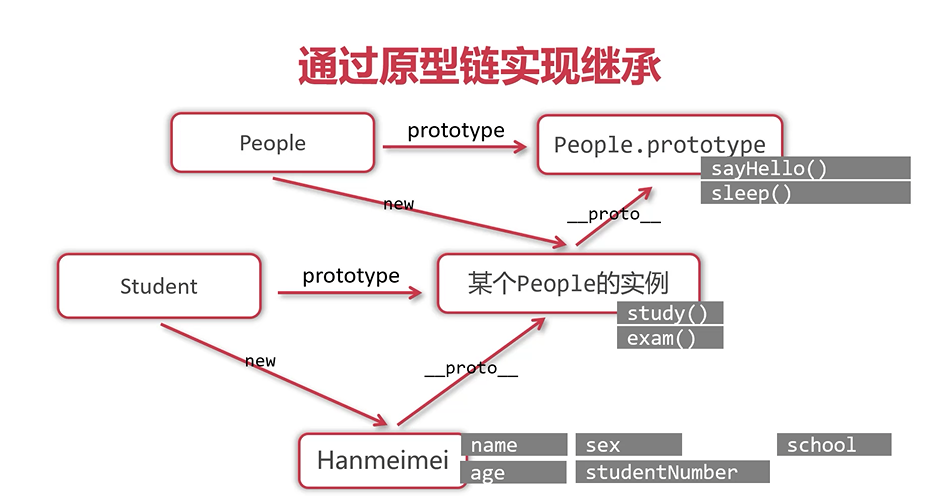 通过原型链实现继承
People
prototype
People.prototype
sayHello()
sleep()
new
__proto__
Student
prototype
某个People的实例
study()
exam()
new
__proto__
Hanmeimei
name
sex
school
age
studentNumber